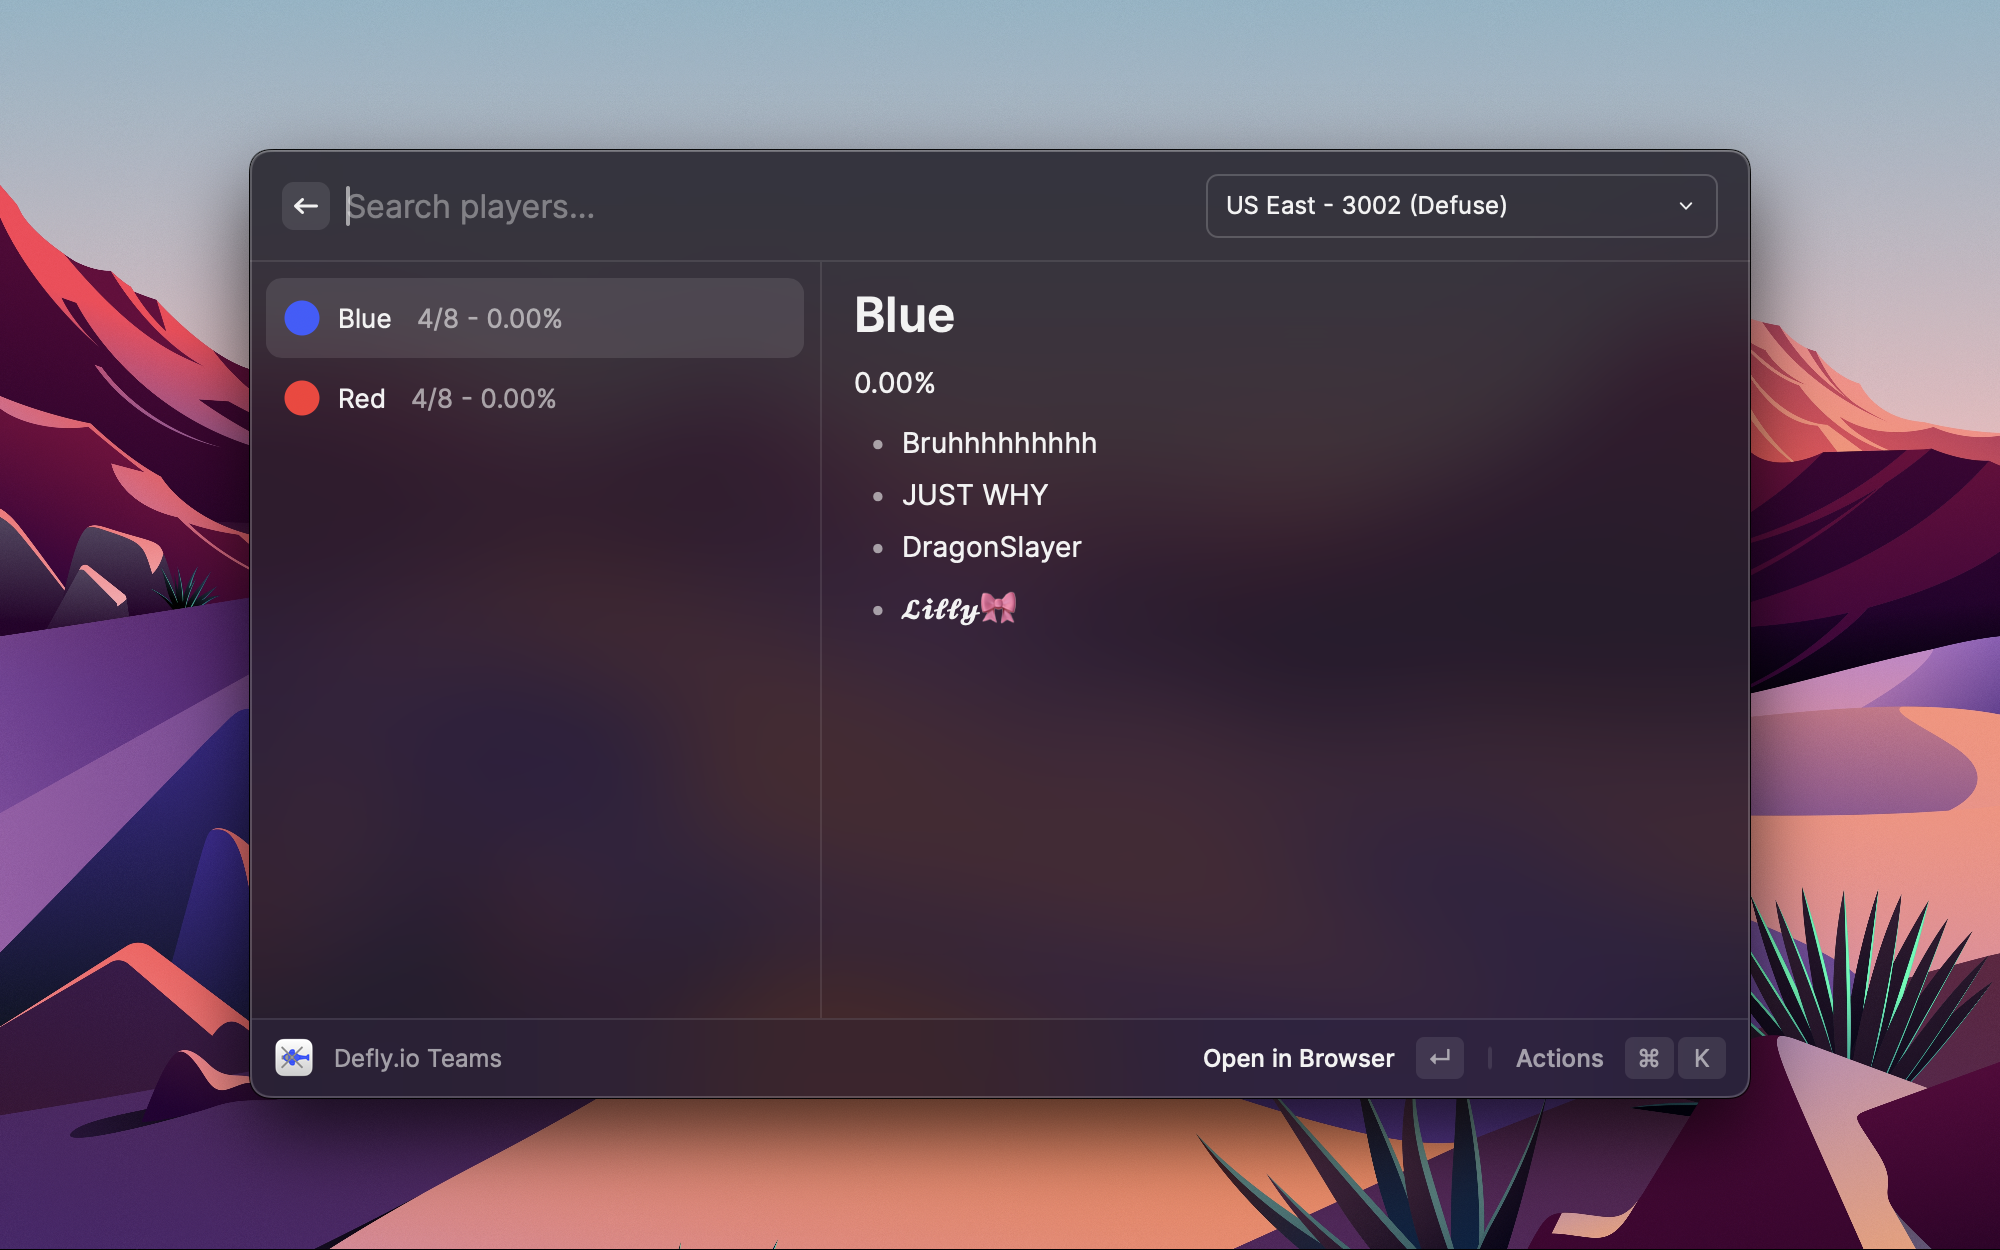 Search players...
US East - 3002 (Defuse)
Blue 4/8 - 0.00%
Red 4/8 - 0.00%
Blue
0.00%
• Bruhhhhhhhhh
• JUST WHY
• DragonSlayer
• 𝓛𝓲𝓵𝓵𝔂🎀
Defly.io Teams
Open in Browser ↵ Actions ⌘ K